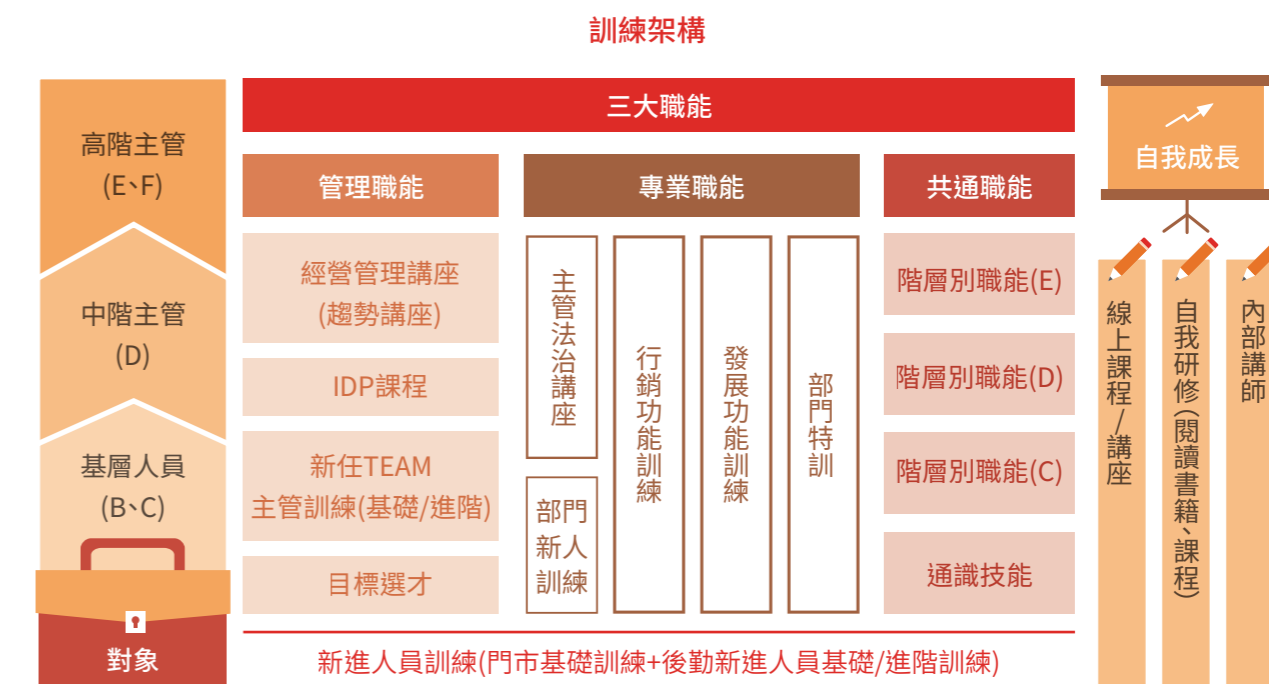 訓練架構
高階主管
(E、F)
中階主管
(D)
基層人員
(B、C)
對象
三大職能
管理職能
經營管理講座
(趨勢講座)
IDP課程
新任TEAM
主管訓練(基礎/進階)
目標選才
專業職能
主管法治講座
部門
新人
訓練
行銷功能訓練
發展功能訓練
部門特訓
共通職能
階層別職能(E)
階層別職能(D)
階層別職能(C)
通識技能
新進人員訓練(門市基礎訓練+後勤新進人員基礎/進階訓練)
自我成長
線上課程/講座
自我研修(閱讀書籍、課程)
內部講師